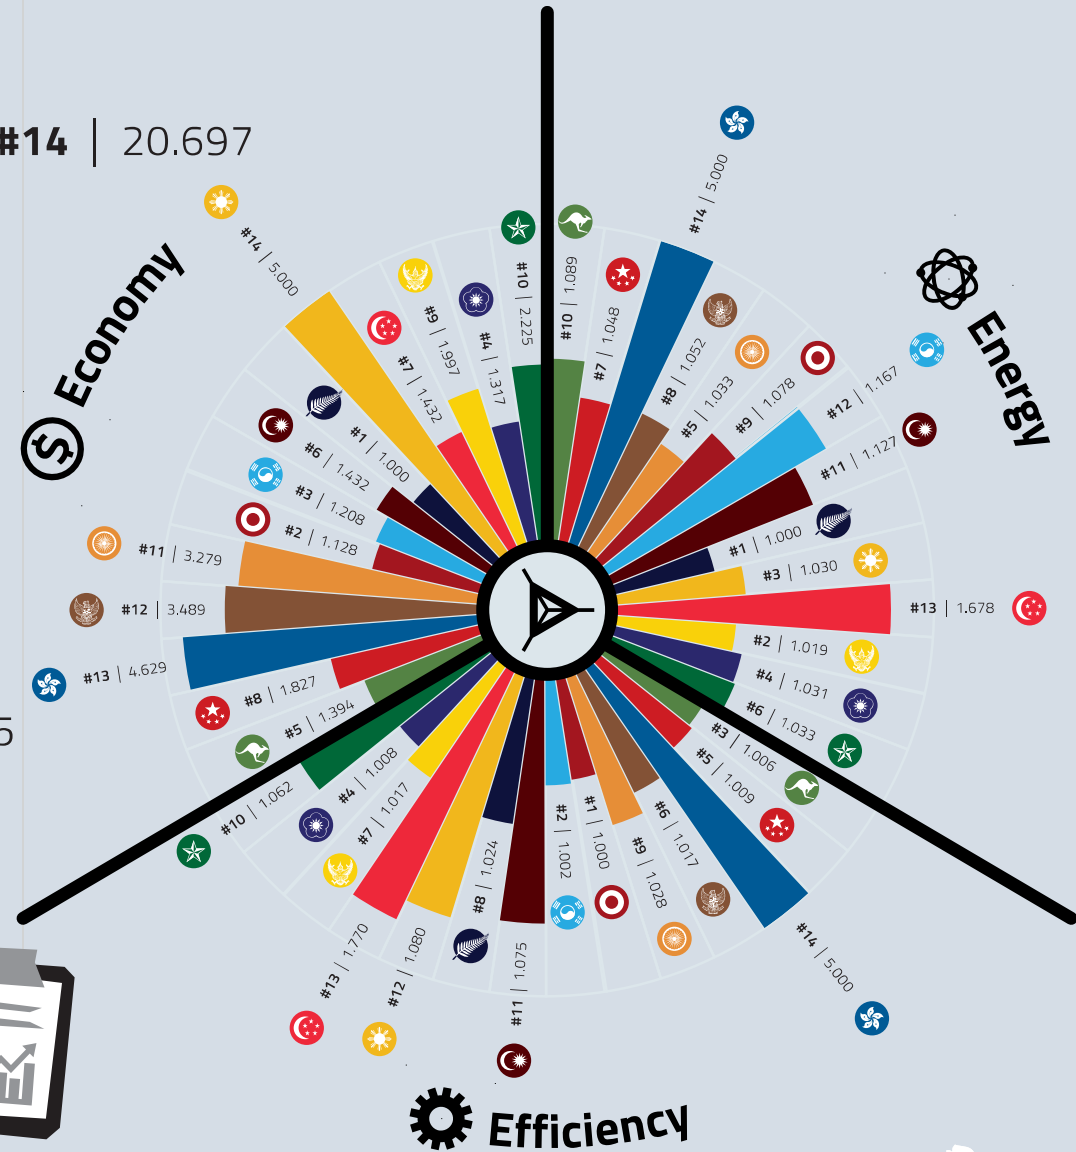 #14 | 20.697
Economy
#11 | 3.279
#12 | 3.489
#13 | 4.629
#8 | 1.827
#5 | 1.394
#2 | 1.128
#3 | 1.208
#6 | 1.432
#1 | 1.000
#14 | 5.000
#7 | 1.432
#9 | 1.997
#4 | 1.317
#10 | 2.225
Energy
#10 | 1.089
#7 | 1.048
#14 | 5.000
#8 | 1.052
#5 | 1.033
#9 | 1.078
#12 | 1.167
#11 | 1.127
#1 | 1.000
#3 | 1.030
#13 | 1.678
#2 | 1.019
#4 | 1.031
#6 | 1.033
5
#3 | 1.006
#5 | 1.009
#14 | 5.000
#6 | 1.017
#9 | 1.028
#1 | 1.000
#2 | 1.002
#11 | 1.075
#8 | 1.024
#12 | 1.080
#13 | 1.770
#7 | 1.017
#4 | 1.008
#10 | 1.062
Efficiency